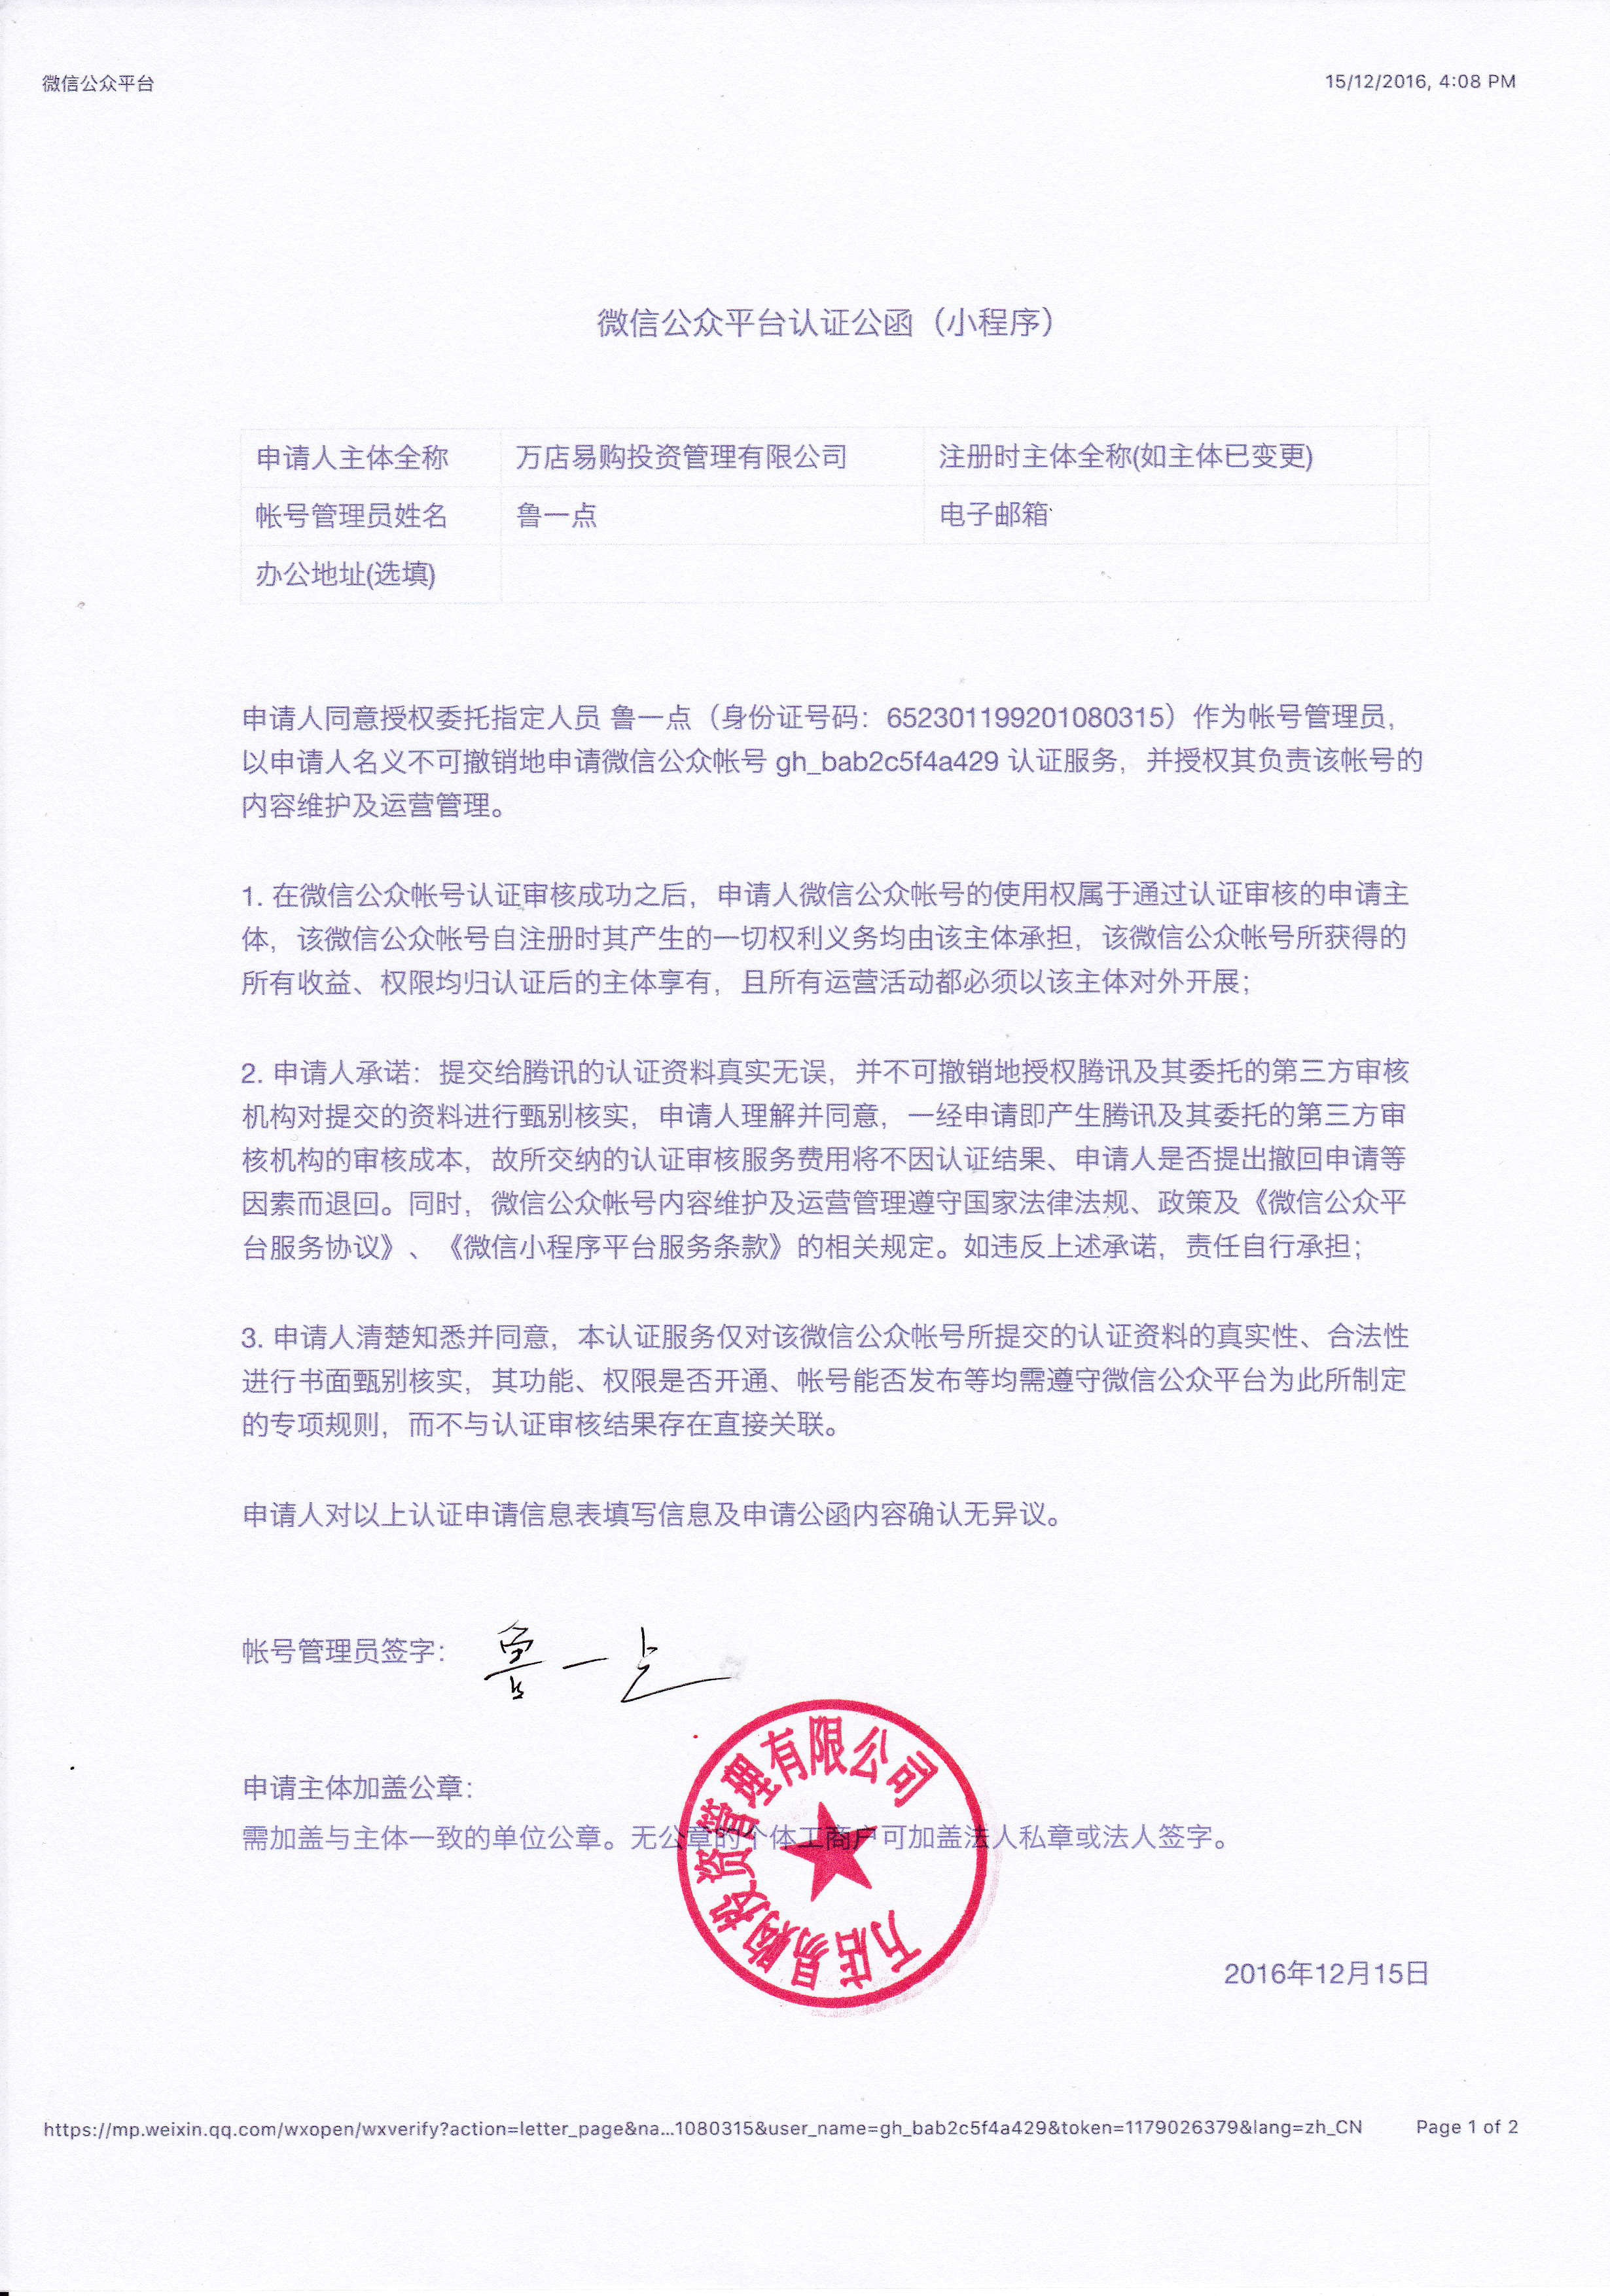 微信公众平台 15/12/2016, 4:08 PM
微信公众平台认证公函（小程序）
申请人主体全称 万店易购投资管理有限公司 注册时主体全称(如主体已变更)
帐号管理员姓名 鲁一点 电子邮箱
办公地址(选填)
申请人同意授权委托指定人员 鲁一点（身份证号码：652301199201080315）作为帐号管理员，
以申请人名义不可撤销地申请微信公众帐号 gh_bab2c5f4a429 认证服务，并授权其负责该帐号的
内容维护及运营管理。
1. 在微信公众帐号认证审核成功之后，申请人微信公众帐号的使用权属于通过认证审核的申请主
体，该微信公众帐号自注册时其产生的一切权利义务均由该主体承担，该微信公众帐号所获得的
所有收益、权限均归认证后的主体享有，且所有运营活动都必须以该主体对外开展；
2. 申请人承诺：提交给腾讯的认证资料真实无误，并不可撤销地授权腾讯及其委托的第三方审核
机构对提交的资料进行甄别核实，申请人理解并同意，一经申请即产生腾讯及其委托的第三方审
核机构的审核成本，故所交纳的认证审核服务费用将不因认证结果、申请人是否提出撤回申请等
因素而退回。同时，微信公众帐号内容维护及运营管理遵守国家法律法规、政策及《微信公众平
台服务协议》、《微信小程序平台服务条款》的相关规定。如违反上述承诺，责任自行承担；
3. 申请人清楚知悉并同意，本认证服务仅对该微信公众帐号所提交的认证资料的真实性、合法性
进行书面甄别核实，其功能、权限是否开通、帐号能否发布等均需遵守微信公众平台为此所制定
的专项规则，而不与认证审核结果存在直接关联。
申请人对以上认证申请信息表填写信息及申请公函内容确认无异议。
帐号管理员签字： 鲁一点
申请主体加盖公章：
需加盖与主体一致的单位公章。无公章的个体工商户可加盖法人私章或法人签字。
万店易购投资管理有限公司
2016年12月15日
https://mp.weixin.qq.com/wxopen/wxverify?action=letter_page&na...1080315&user_name=gh_bab2c5f4a429&token=1179026379&lang=zh_CN Page 1 of 2